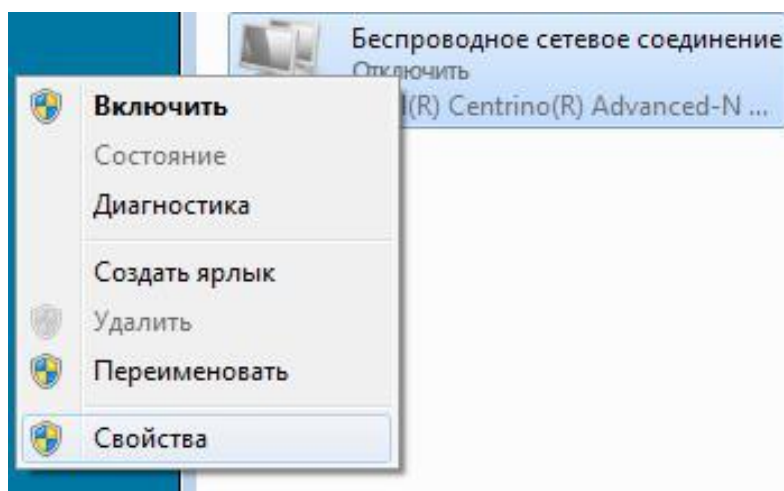 Беспроводное сетевое соединение
Отключить
(R) Centrino(R) Advanced-N ...
Включить
Состояние
Диагностика
Создать ярлык
Удалить
Переименовать
Свойства